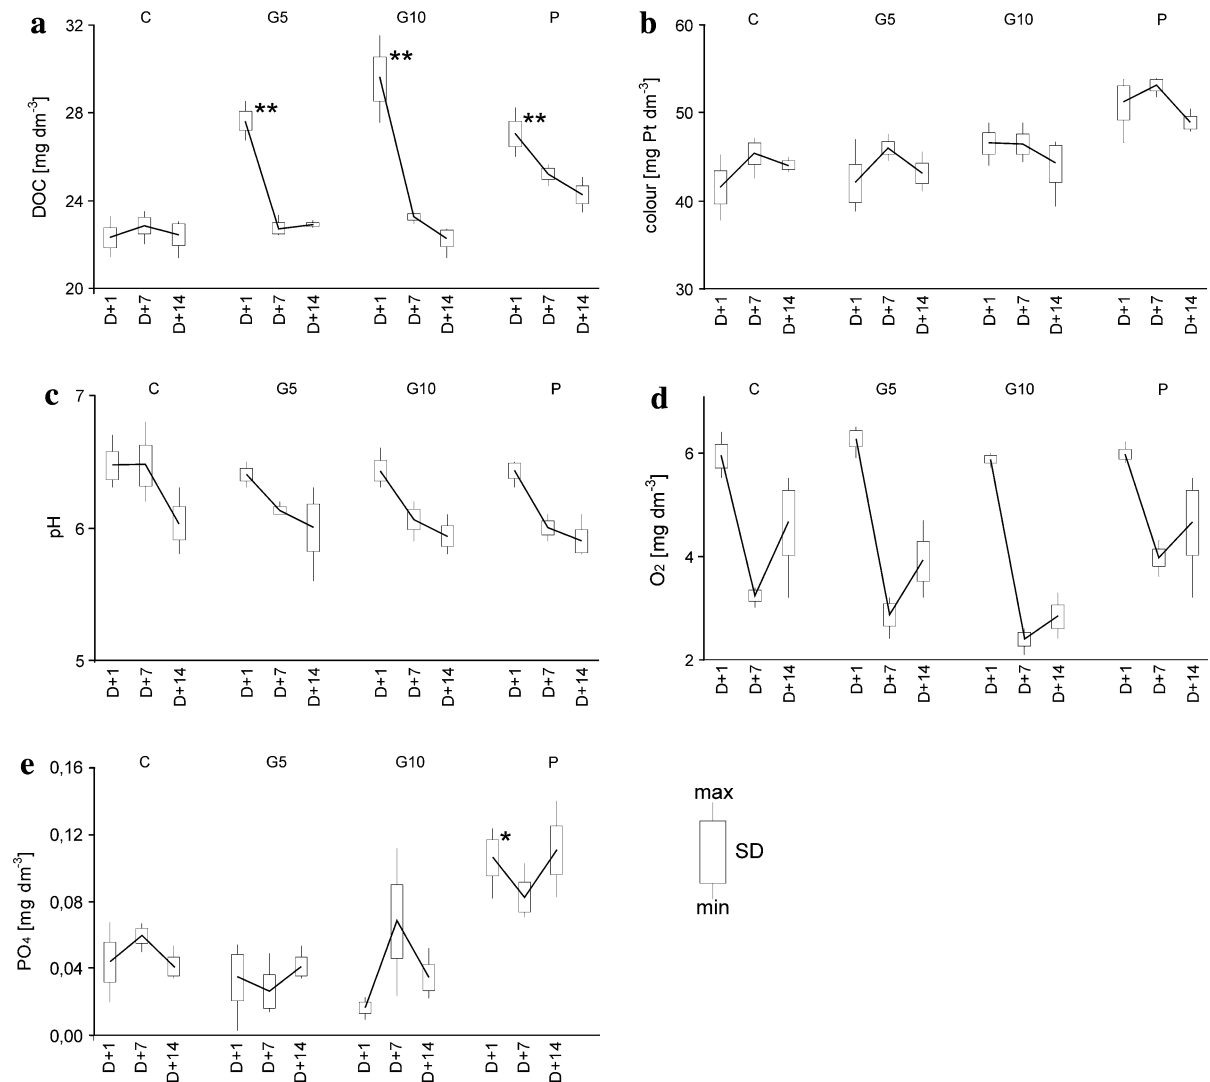 a
C G5 G10 P
32
28
24
20
DOC [mg dm-3]
** ** **
D+1 D+7 D+14 D+1 D+7 D+14 D+1 D+7 D+14 D+1 D+7 D+14
b
C G5 G10 P
60
50
40
30
colour [mg Pt dm-3]
D+1 D+7 D+14 D+1 D+7 D+14 D+1 D+7 D+14 D+1 D+7 D+14
c
C G5 G10 P
7
6
5
pH
D+1 D+7 D+14 D+1 D+7 D+14 D+1 D+7 D+14 D+1 D+7 D+14
d
C G5 G10 P
6
4
2
O2 [mg dm-3]
D+1 D+7 D+14 D+1 D+7 D+14 D+1 D+7 D+14 D+1 D+7 D+14
e
C G5 G10 P
0,16
0,12
0,08
0,04
0,00
PO4 [mg dm-3]
*
D+1 D+7 D+14 D+1 D+7 D+14 D+1 D+7 D+14 D+1 D+7 D+14
max
SD
min